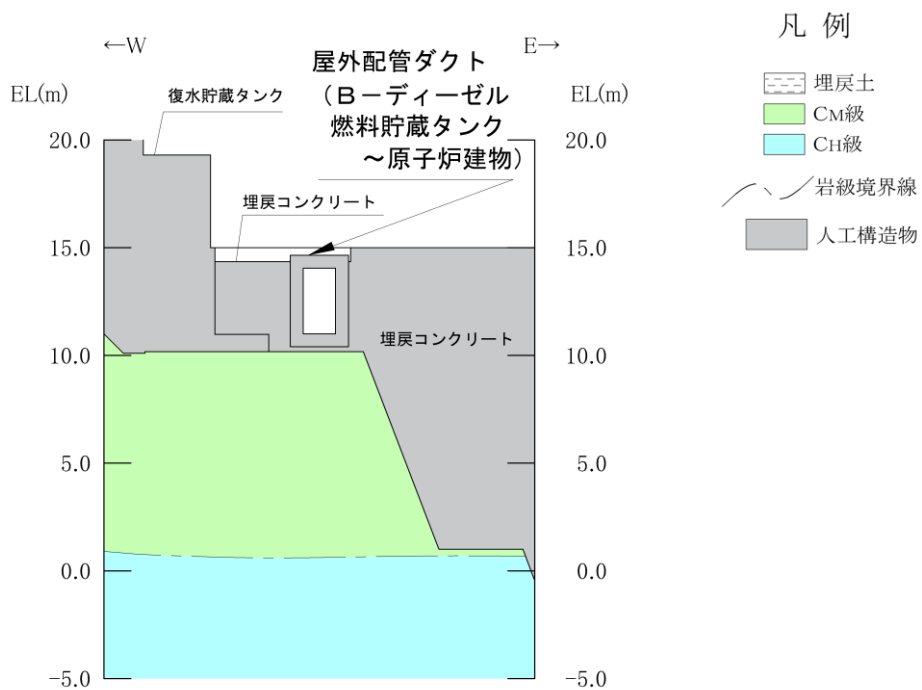 ←W
E→
EL(m)
EL(m)
屋外配管ダクト
(B-ディーゼル
燃料貯蔵タンク
~原子炉建物)
復水貯蔵タンク
埋戻コンクリート
埋戻コンクリート
20.0
15.0
10.0
5.0
0.0
-5.0
20.0
15.0
10.0
5.0
0.0
-5.0
凡 例
埋戻土
CM級
CH級
岩級境界線
人工構造物